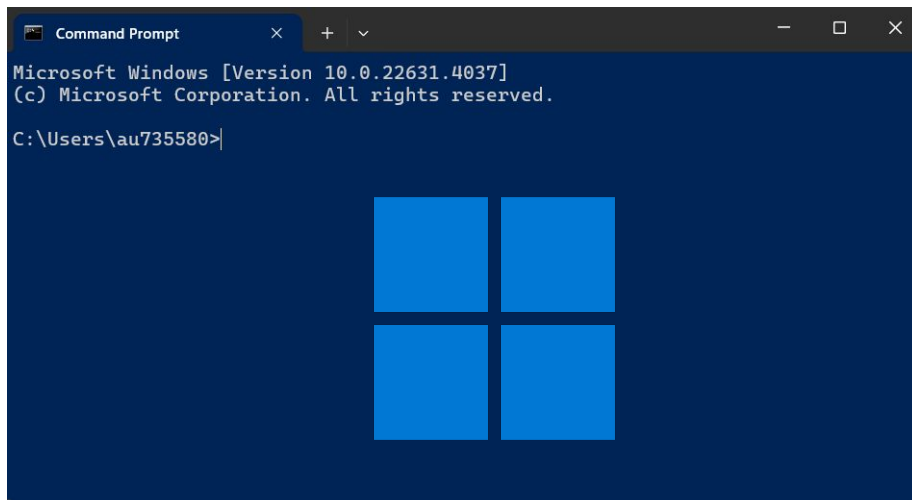 Command Prompt
Microsoft Windows [Version 10.0.22631.4037]
(c) Microsoft Corporation. All rights reserved.
C:\Users\au735580>